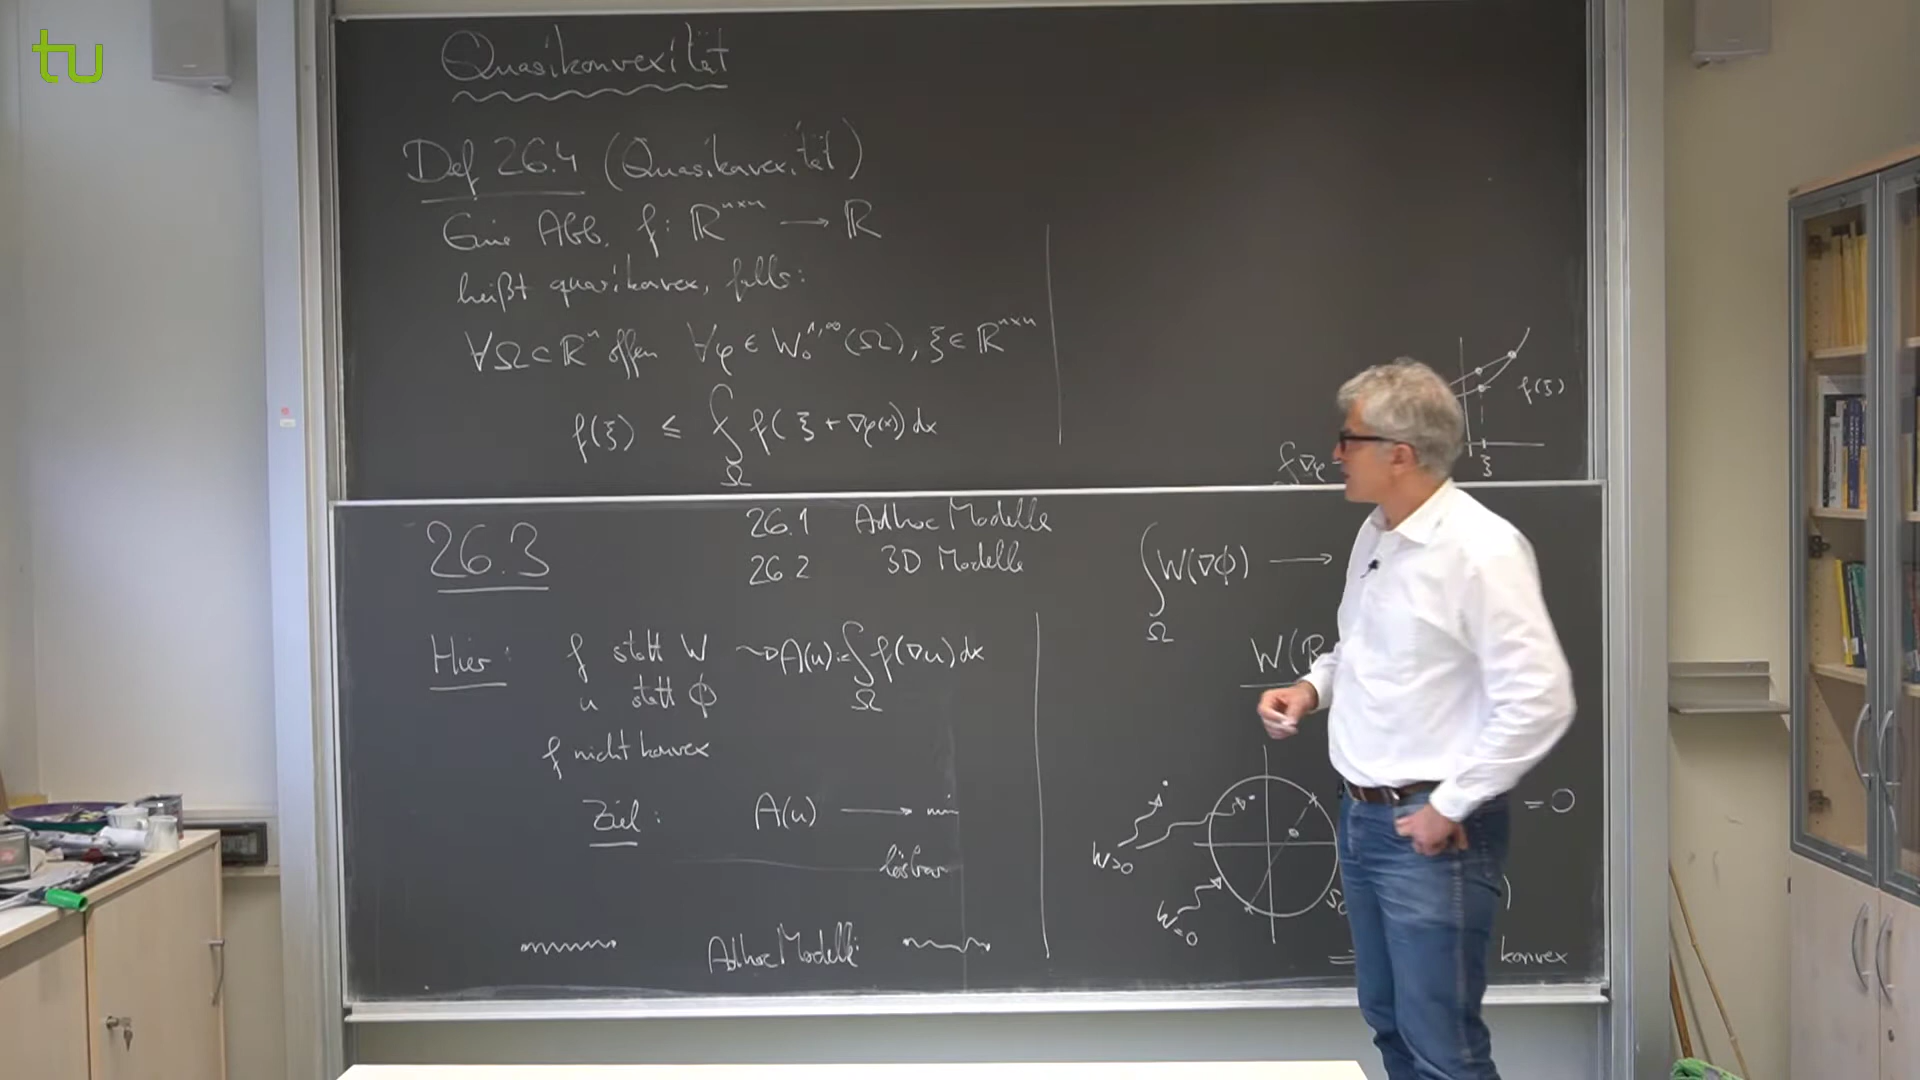 tu
Quasikonvexität
Def 26.4 (Quasikonvexität)
Eine Abb. f: ℝⁿˣⁿ → ℝ
heißt quasikonvex, falls:
∀Ω⊂ℝⁿ offen ∀φ ∈ W₀^{1,∞}(Ω), ξ ∈ ℝⁿˣⁿ
f(ξ) ≤ ⨍_Ω f(ξ + ∇φ(x)) dx
f(ξ)
ξ
⨍ ∇φ
26.3
26.1 Adhoc Modelle
26.2 3D Modelle
Hier: f statt W ⇝ A(u) := ∫_Ω f(∇u) dx
u statt ϕ
f nicht konvex
Ziel: A(u) → min
lösbar
Adhoc Modelle:
∫_Ω W(∇ϕ) →
W(R
= 0
W>0
W=0
SO
⇒ konvex